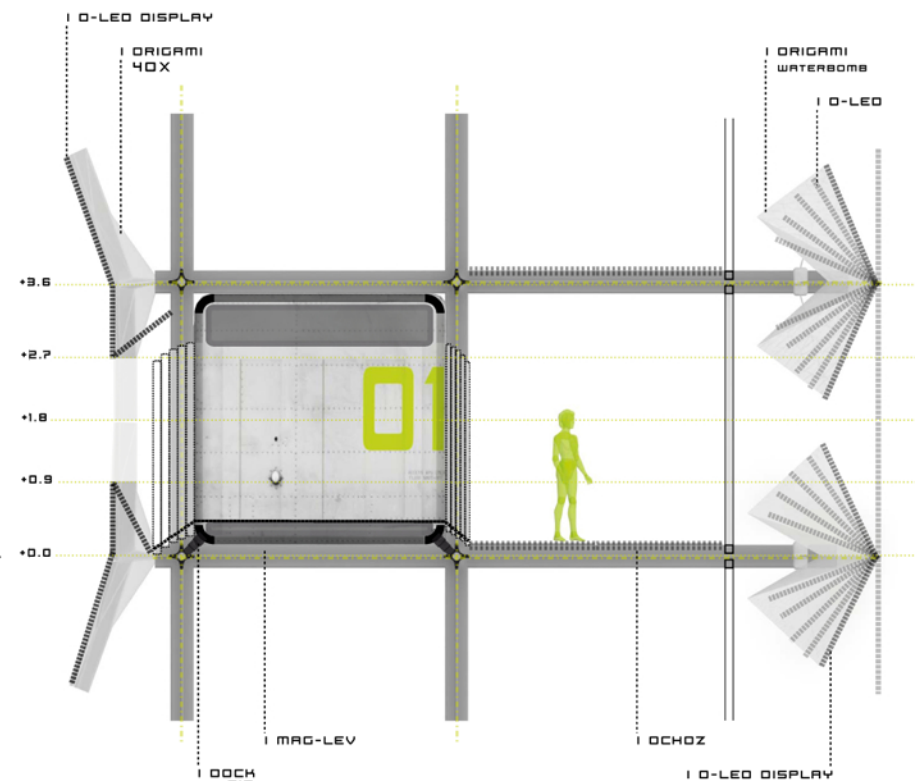 O-LED DISPLAY
ORIGAMI
40X
ORIGAMI
WATERBOMB
O-LED
+3.6
+2.7
01
+1.8
+0.9
+0.0
MAG-LEV
OCHOZ
DOCK
O-LED DISPLAY